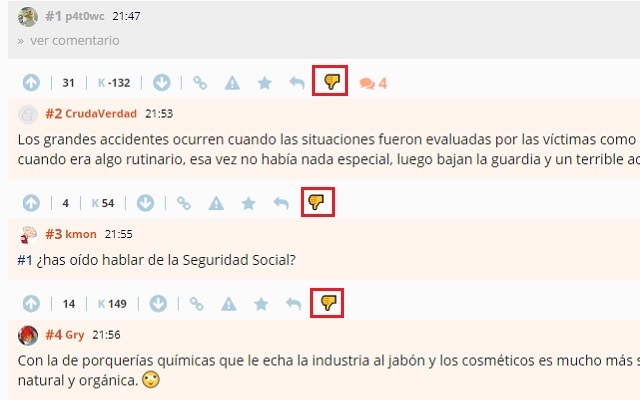 #1 p4t0wc 21:47
» ver comentario
31 K -132 4
#2 CrudaVerdad 21:53
Los grandes accidentes ocurren cuando las situaciones fueron evaluadas por las víctimas como
cuando era algo rutinario, esa vez no había nada especial, luego bajan la guardia y un terrible
4 K 54
#3 kmon 21:55
#1 ¿has oído hablar de la Seguridad Social?
14 K 149
#4 Gry 21:56
Con la de porquerías químicas que le echa la industria al jabón y los cosméticos es mucho más
natural y orgánica.